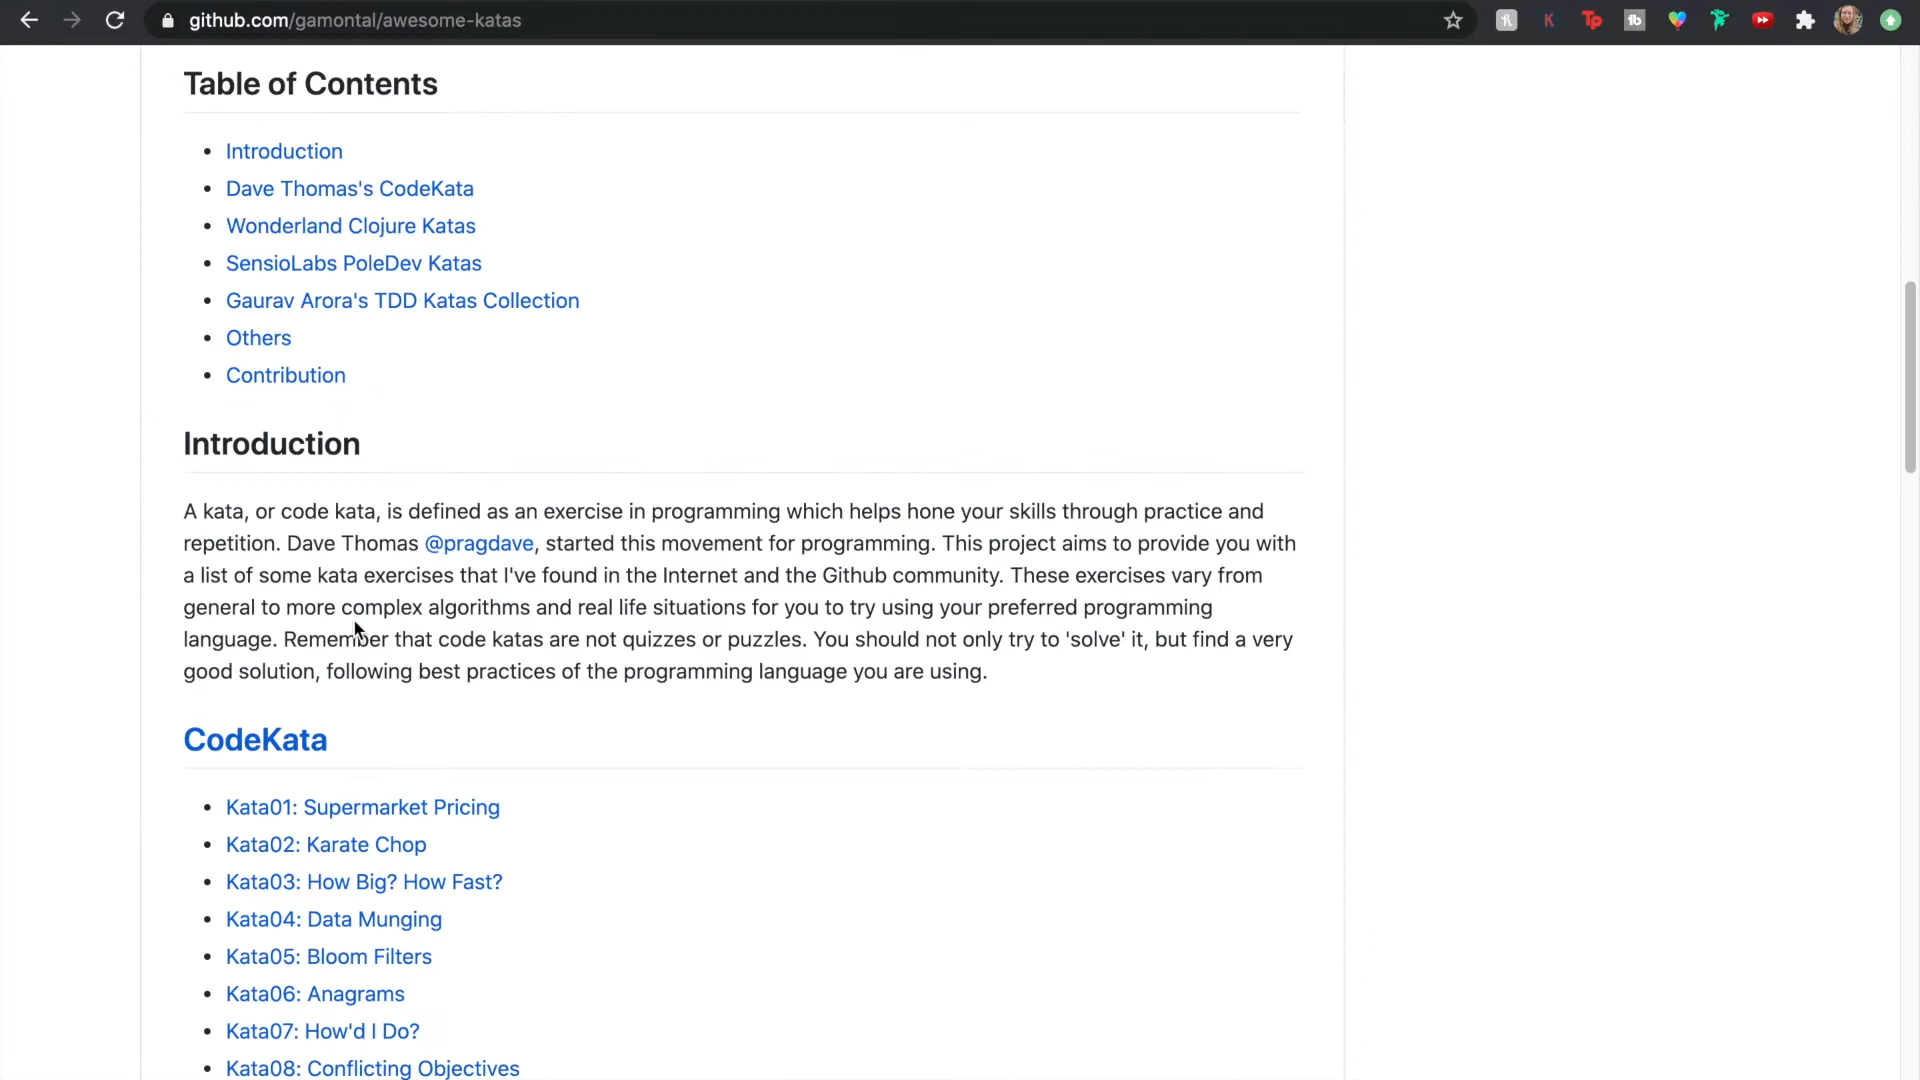 github.com/gamontal/awesome-katas
K
Tp
tb
Table of Contents
Introduction
Dave Thomas's CodeKata
Wonderland Clojure Katas
SensioLabs PoleDev Katas
Gaurav Arora's TDD Katas Collection
Others
Contribution
Introduction
A kata, or code kata, is defined as an exercise in programming which helps hone your skills through practice and
repetition. Dave Thomas @pragdave, started this movement for programming. This project aims to provide you with
a list of some kata exercises that I've found in the Internet and the Github community. These exercises vary from
general to more complex algorithms and real life situations for you to try using your preferred programming
language. Remember that code katas are not quizzes or puzzles. You should not only try to 'solve' it, but find a very
good solution, following best practices of the programming language you are using.
CodeKata
Kata01: Supermarket Pricing
Kata02: Karate Chop
Kata03: How Big? How Fast?
Kata04: Data Munging
Kata05: Bloom Filters
Kata06: Anagrams
Kata07: How'd I Do?
Kata08: Conflicting Objectives